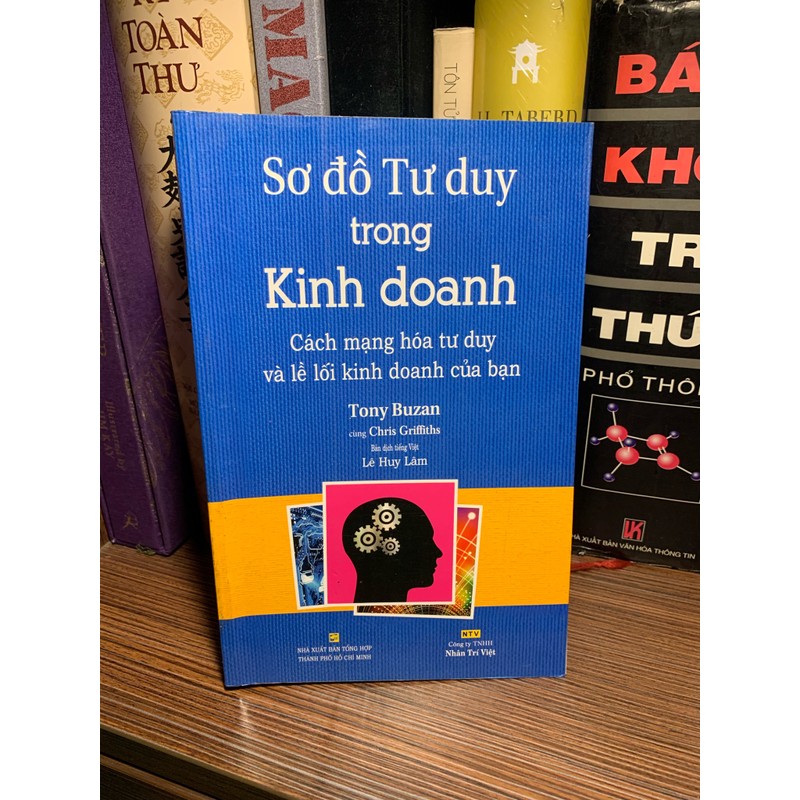 TOÀN
THƯ
TÔN TỬ
TABERD
BÁ
KHO
TR
THỨ
PHỔ THÔN
NHÀ XUẤT BẢN VĂN HÓA THÔNG TIN
Sơ đồ Tư duy
trong
Kinh doanh
Cách mạng hóa tư duy
và lề lối kinh doanh của bạn
Tony Buzan
cùng Chris Griffiths
Bản dịch tiếng Việt
Lê Huy Lâm
NHÀ XUẤT BẢN TỔNG HỢP
THÀNH PHỐ HỒ CHÍ MINH
NTV
Công ty TNHH
Nhân Trí Việt